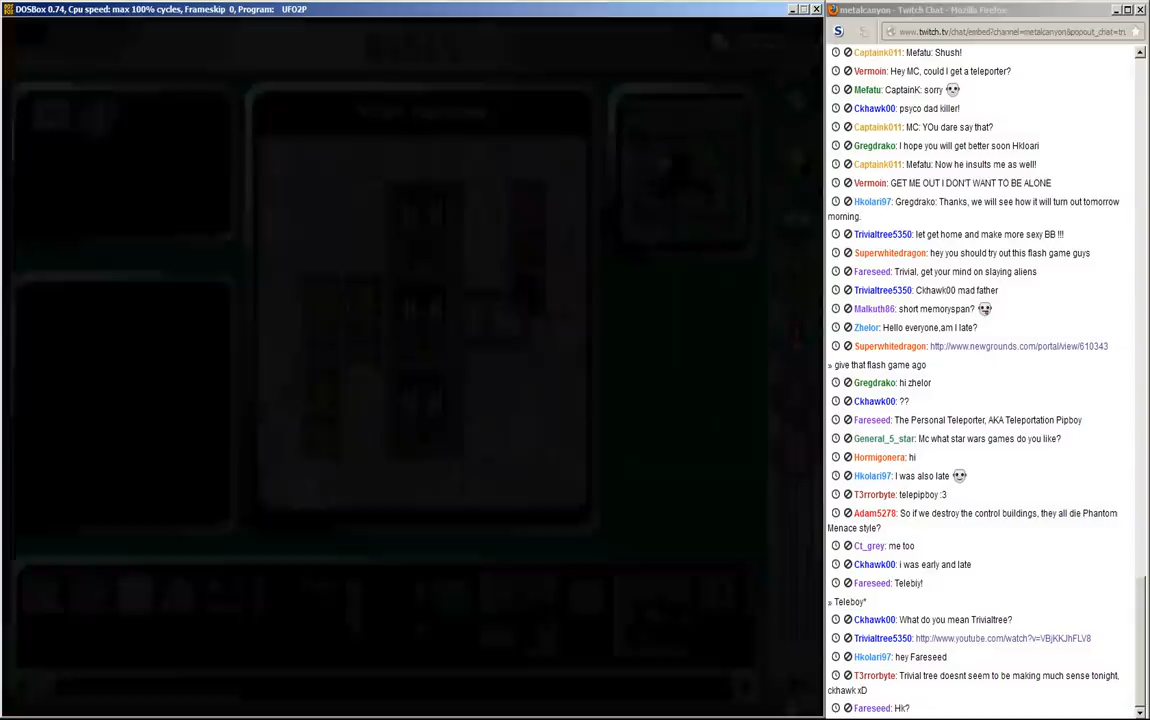 DOSBox 0.74, Cpu speed: max 100% cycles, Frameskip 0, Program: UFO2P
metalcanyon - Twitch Chat - Mozilla Firefox
www.twitch.tv/chat/embed?channel=metalcanyon&popout_chat=tru
Captaink011: Mefatu: Shush!
Vermoin: Hey MC, could I get a teleporter?
Mefatu: CaptainK: sorry
Ckhawk00: psyco dad killer!
Captaink011: MC: YOu dare say that?
Gregdrako: I hope you will get better soon Hkloari
Captaink011: Mefatu: Now he insults me as well!
Vermoin: GET ME OUT I DON'T WANT TO BE ALONE
Hkolari97: Gregdrako: Thanks, we will see how it will turn out tomorrow
morning.
Trivialtree5350: let get home and make more sexy BB !!!
Superwhitedragon: hey you should try out this flash game guys
Fareseed: Trivial, get your mind on slaying aliens
Trivialtree5350: Ckhawk00 mad father
Malkuth86: short memoryspan?
Zhelor: Hello everyone,am I late?
Superwhitedragon: http://www.newgrounds.com/portal/view/610343
» give that flash game ago
Gregdrako: hi zhelor
Ckhawk00: ??
Fareseed: The Personal Teleporter, AKA Teleportation Pipboy
General_5_star: Mc what star wars games do you like?
Hormigonera: hi
Hkolari97: I was also late
T3rrorbyte: telepipboy :3
Adam5278: So if we destroy the control buildings, they all die Phantom
Menace style?
Ct_grey: me too
Ckhawk00: i was early and late
Fareseed: Telebiy!
» Teleboy*
Ckhawk00: What do you mean Trivialtree?
Trivialtree5350: http://www.youtube.com/watch?v=VBjKKJhFLV8
Hkolari97: hey Fareseed
T3rrorbyte: Trivial tree doesnt seem to be making much sense tonight,
ckhawk xD
Fareseed: Hk?